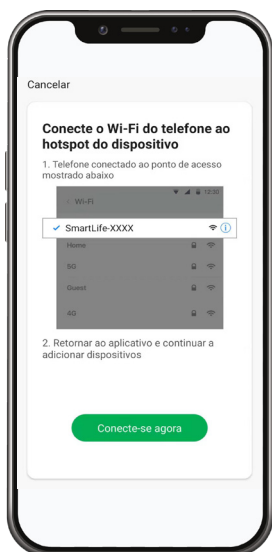 Cancelar
Conecte o Wi-Fi do telefone ao
hotspot do dispositivo
1. Telefone conectado ao ponto de acesso
mostrado abaixo
12:30
Wi-Fi
SmartLife-XXXX
Home
5G
Guest
4G
2. Retornar ao aplicativo e continuar a
adicionar dispositivos
Conecte-se agora